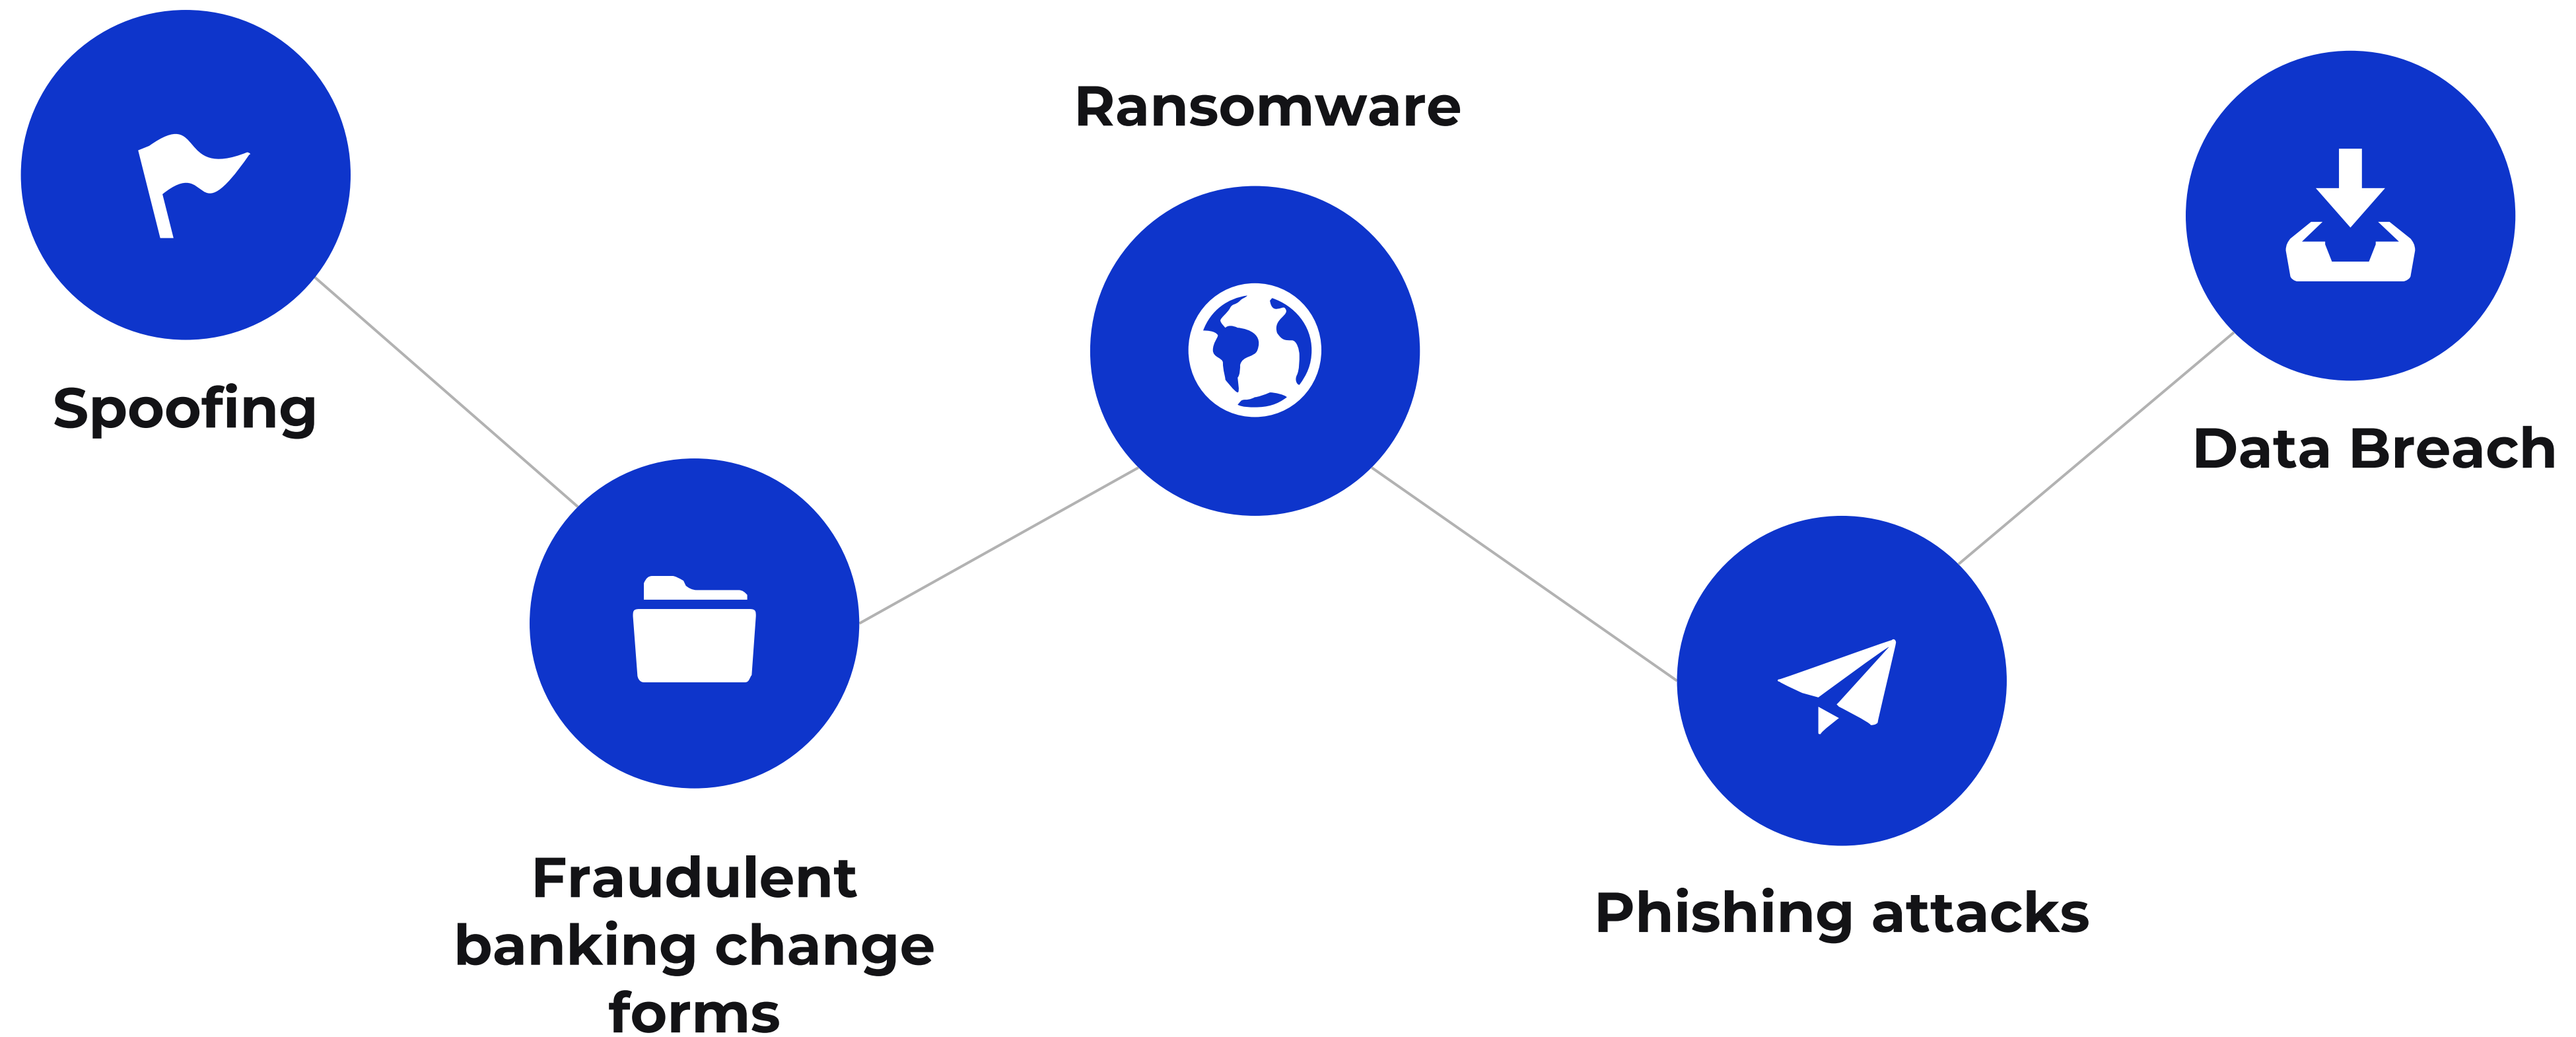 Spoofing
Fraudulent
banking change
forms
Ransomware
Phishing attacks
Data Breach